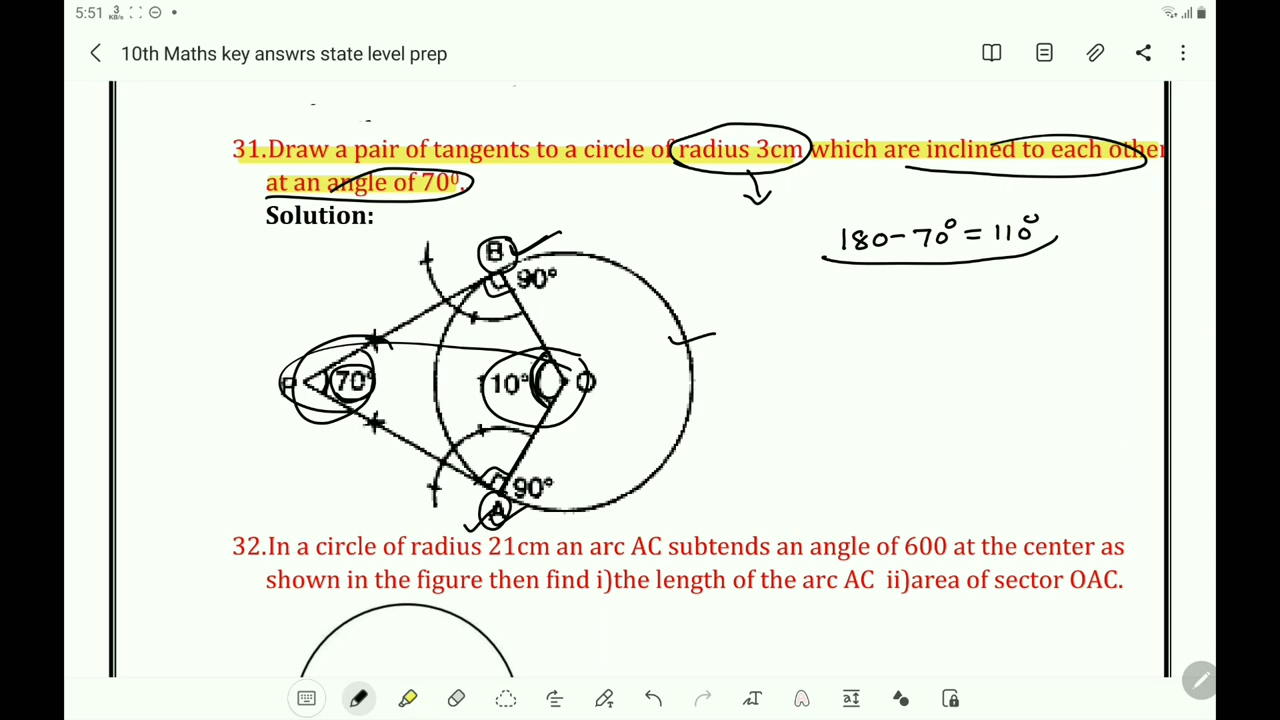 5:51 3 KB/s
10th Maths key answrs state level prep
31.Draw a pair of tangents to a circle of radius 3cm which are inclined to each other
at an angle of 70⁰.
Solution:
180-70° = 110°
B
90°
P
70°
110°
O
90°
A
32.In a circle of radius 21cm an arc AC subtends an angle of 600 at the center as
shown in the figure then find i)the length of the arc AC ii)area of sector OAC.